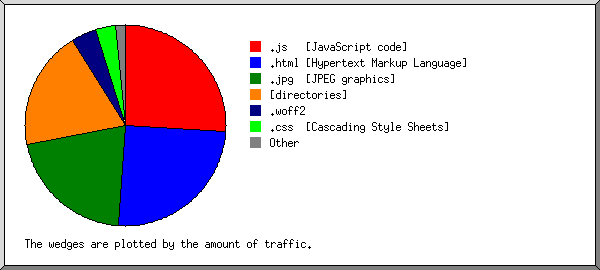 .js [JavaScript code]
.html [Hypertext Markup Language]
.jpg [JPEG graphics]
[directories]
.woff2
.css [Cascading Style Sheets]
Other
The wedges are plotted by the amount of traffic.